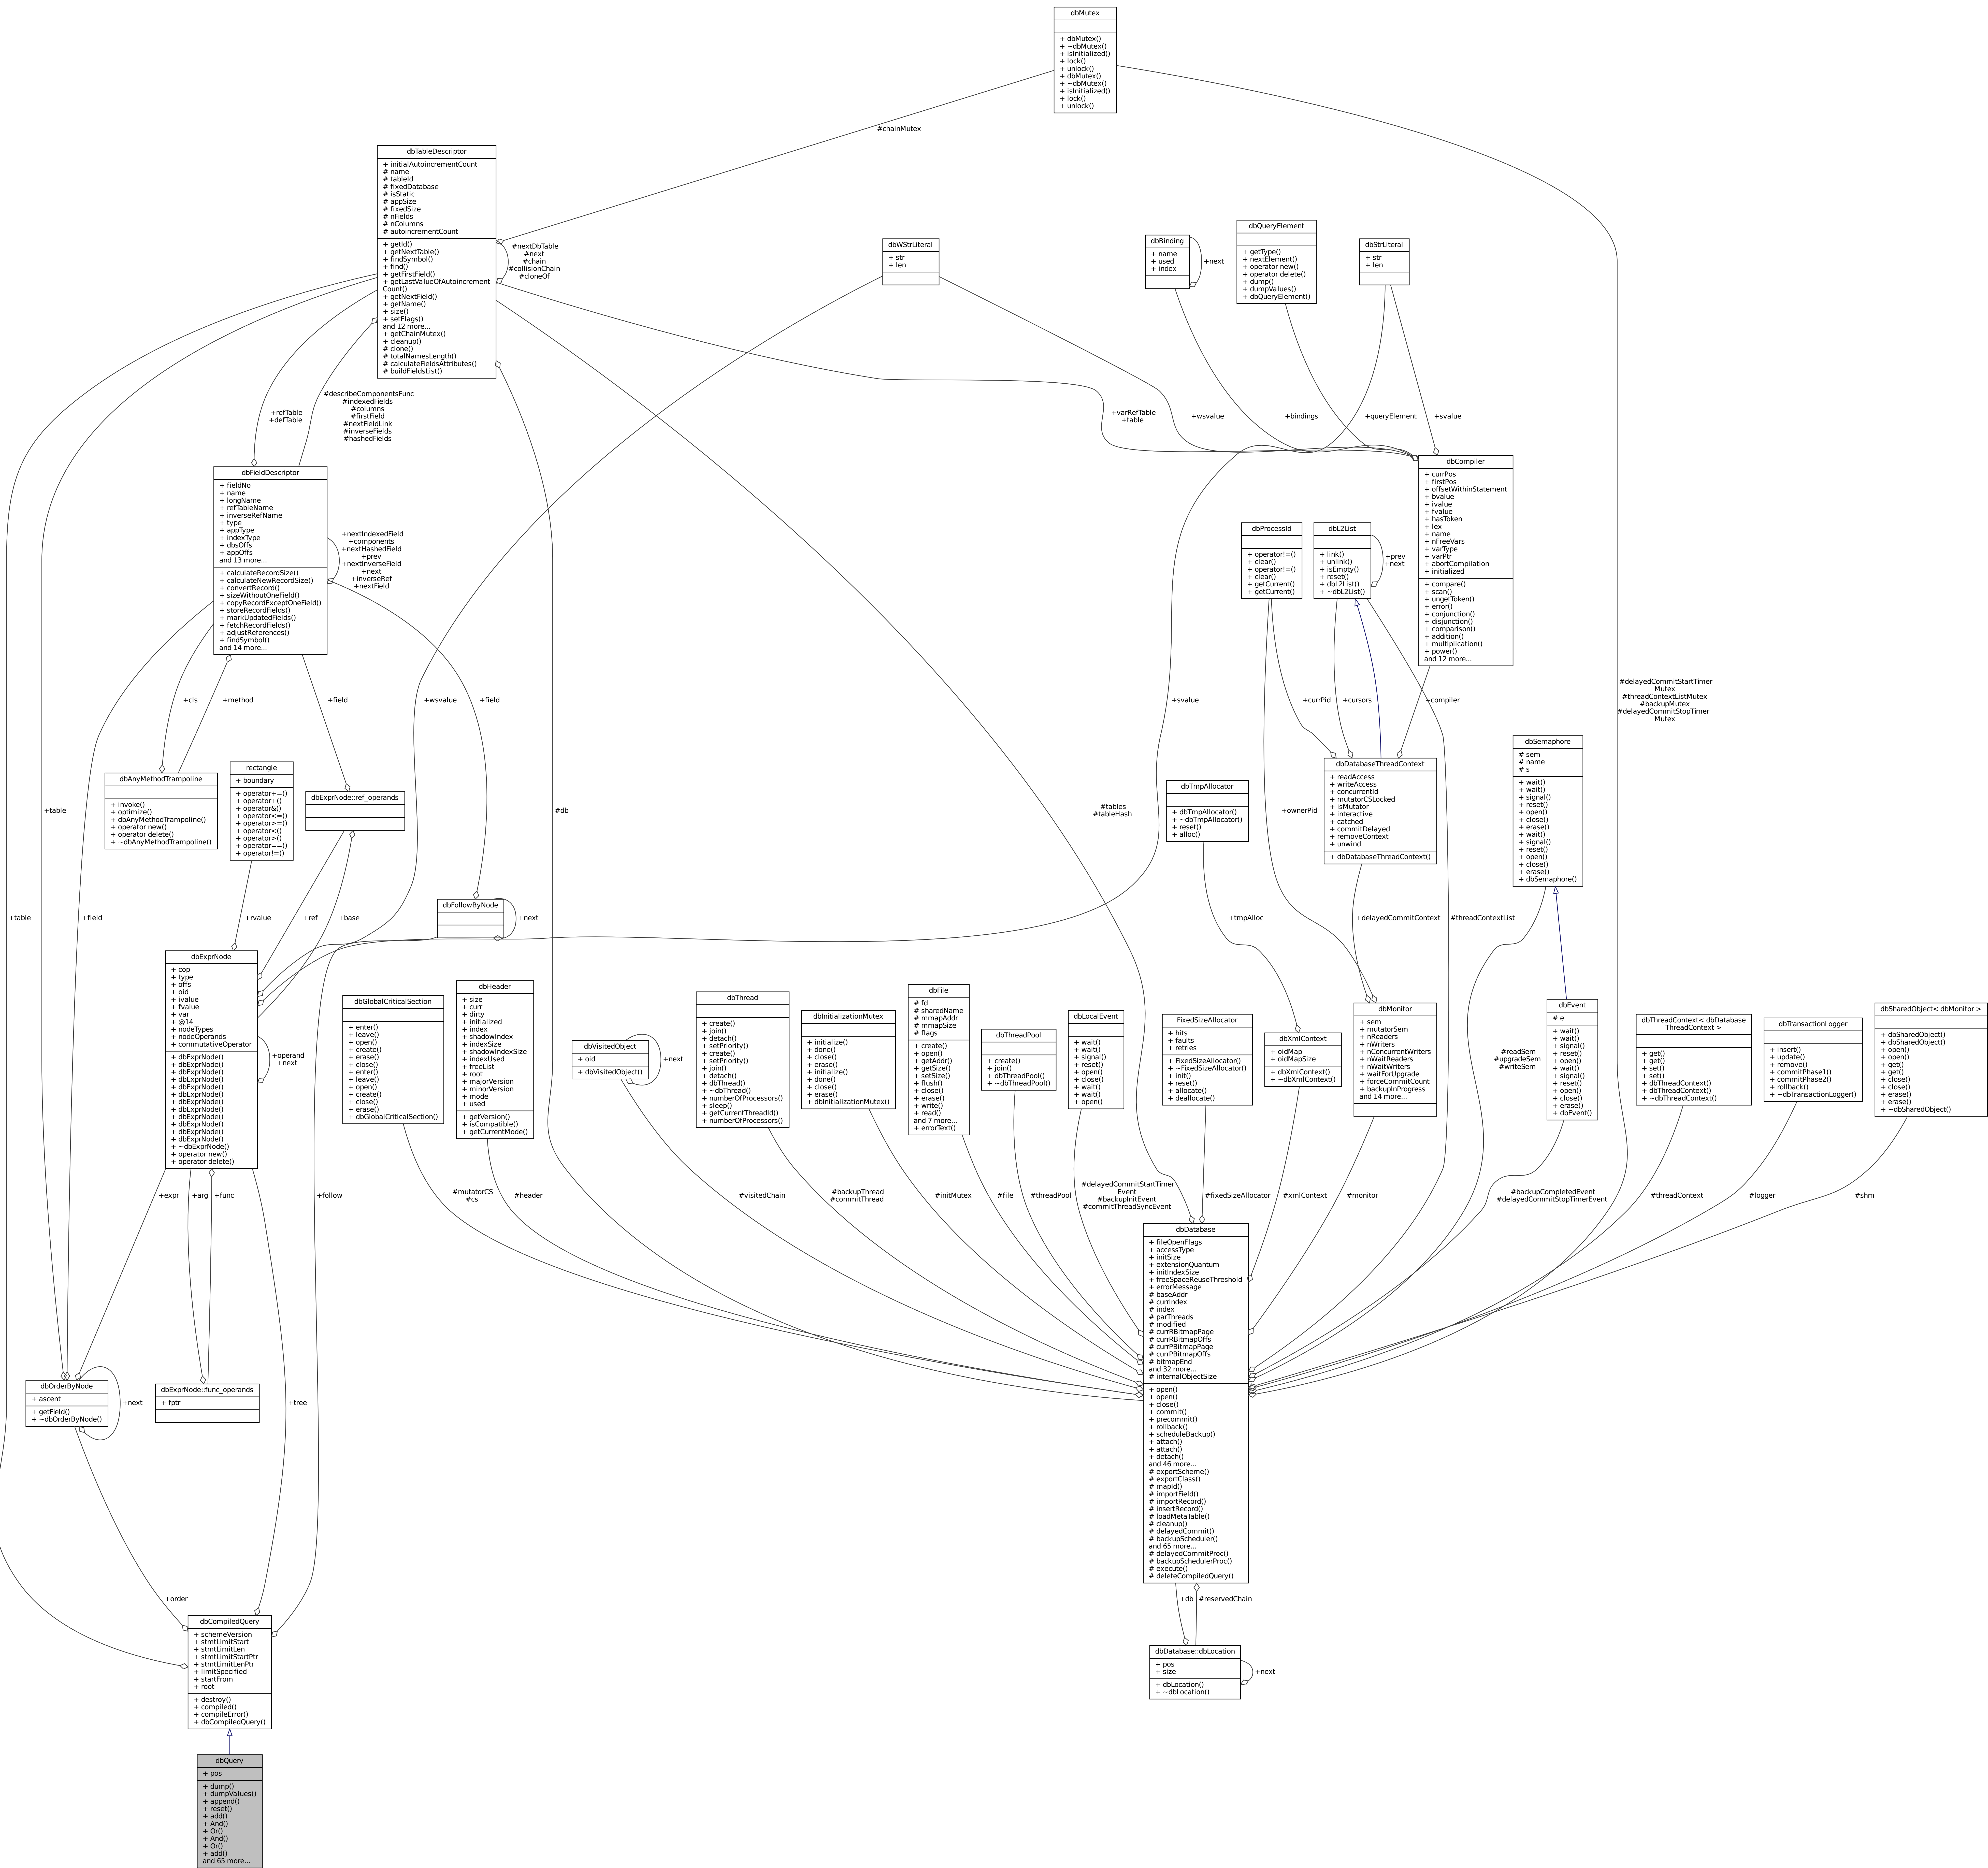 dbMutex
+ dbMutex()
+ ~dbMutex()
+ isInitialized()
+ lock()
+ unlock()
+ dbMutex()
+ ~dbMutex()
+ isInitialized()
+ lock()
+ unlock()
#chainMutex
dbTableDescriptor
+ initialAutoincrementCount
# name
# tableId
# fixedDatabase
# isStatic
# appSize
# fixedSize
# nFields
# nColumns
# autoincrementCount
+ getId()
+ getNextTable()
+ findSymbol()
+ find()
+ getFirstField()
+ getLastValueOfAutoincrement
Count()
+ getNextField()
+ getName()
+ size()
+ setFlags()
and 12 more...
+ getChainMutex()
+ cleanup()
# clone()
# totalNamesLength()
# calculateFieldsAttributes()
# buildFieldsList()
#nextDbTable
#next
#chain
#collisionChain
#cloneOf
dbWStrLiteral
+ str
+ len
dbBinding
+ name
+ used
+ index
+next
dbQueryElement
+ getType()
+ nextElement()
+ operator new()
+ operator delete()
+ dump()
+ dumpValues()
+ dbQueryElement()
dbStrLiteral
+ str
+ len
+refTable
+defTable
#describeComponentsFunc
#indexedFields
#columns
#firstField
#nextFieldLink
#inverseFields
#hashedFields
+varRefTable
+table
+wsvalue
+bindings
+queryElement
+svalue
dbFieldDescriptor
+ fieldNo
+ name
+ longName
+ refTableName
+ inverseRefName
+ type
+ appType
+ indexType
+ dbsOffs
+ appOffs
and 13 more...
+ calculateRecordSize()
+ calculateNewRecordSize()
+ convertRecord()
+ sizeWithoutOneField()
+ copyRecordExceptOneField()
+ storeRecordFields()
+ markUpdatedFields()
+ fetchRecordFields()
+ adjustReferences()
+ findSymbol()
and 14 more...
+nextIndexedField
+components
+nextHashedField
+prev
+nextInverseField
+next
+inverseRef
+nextField
dbCompiler
+ currPos
+ firstPos
+ offsetWithinStatement
+ bvalue
+ ivalue
+ fvalue
+ hasToken
+ lex
+ name
+ nFreeVars
+ varType
+ varPtr
+ abortCompilation
+ initialized
+ compare()
+ scan()
+ ungetToken()
+ error()
+ conjunction()
+ disjunction()
+ comparison()
+ addition()
+ multiplication()
+ power()
and 12 more...
dbProcessId
+ operator!=()
+ clear()
+ operator!=()
+ clear()
+ getCurrent()
+ getCurrent()
dbL2List
+ link()
+ unlink()
+ isEmpty()
+ reset()
+ dbL2List()
+ ~dbL2List()
+prev
+next
+cls
+method
+field
+wsvalue
+field
+svalue
+currPid
+cursors
+compiler
#delayedCommitStartTimer
Mutex
#threadContextListMutex
#backupMutex
#delayedCommitStopTimer
Mutex
dbAnyMethodTrampoline
+ invoke()
+ optimize()
+ dbAnyMethodTrampoline()
+ operator new()
+ operator delete()
+ ~dbAnyMethodTrampoline()
rectangle
+ boundary
+ operator+=()
+ operator+()
+ operator&()
+ operator<=()
+ operator>=()
+ operator<()
+ operator>()
+ operator==()
+ operator!=()
dbExprNode::ref_operands
+table
#db
#tables
#tableHash
dbTmpAllocator
+ dbTmpAllocator()
+ ~dbTmpAllocator()
+ reset()
+ alloc()
+ownerPid
dbDatabaseThreadContext
+ readAccess
+ writeAccess
+ concurrentId
+ mutatorCSLocked
+ isMutator
+ interactive
+ catched
+ commitDelayed
+ removeContext
+ unwind
+ dbDatabaseThreadContext()
dbSemaphore
# sem
# name
# s
+ wait()
+ wait()
+ signal()
+ reset()
+ open()
+ close()
+ erase()
+ wait()
+ signal()
+ reset()
+ open()
+ close()
+ erase()
+ dbSemaphore()
+table
+field
+rvalue
+ref
+base
dbFollowByNode
+next
+tmpAlloc
+delayedCommitContext
#threadContextList
dbExprNode
+ cop
+ type
+ offs
+ oid
+ ivalue
+ fvalue
+ var
+ @14
+ nodeTypes
+ nodeOperands
+ commutativeOperator
+ dbExprNode()
+ dbExprNode()
+ dbExprNode()
+ dbExprNode()
+ dbExprNode()
+ dbExprNode()
+ dbExprNode()
+ dbExprNode()
+ dbExprNode()
+ dbExprNode()
+ dbExprNode()
+ dbExprNode()
+ ~dbExprNode()
+ operator new()
+ operator delete()
+operand
+next
dbGlobalCriticalSection
+ enter()
+ leave()
+ open()
+ create()
+ erase()
+ close()
+ enter()
+ leave()
+ open()
+ create()
+ close()
+ erase()
+ dbGlobalCriticalSection()
dbHeader
+ size
+ curr
+ dirty
+ initialized
+ index
+ shadowIndex
+ indexSize
+ shadowIndexSize
+ indexUsed
+ freeList
+ root
+ majorVersion
+ minorVersion
+ mode
+ used
+ getVersion()
+ isCompatible()
+ getCurrentMode()
dbVisitedObject
+ oid
+ dbVisitedObject()
+next
dbThread
+ create()
+ join()
+ detach()
+ setPriority()
+ create()
+ join()
+ setPriority()
+ detach()
+ dbThread()
+ ~dbThread()
+ numberOfProcessors()
+ sleep()
+ getCurrentThreadId()
+ numberOfProcessors()
dbInitializationMutex
+ initialize()
+ done()
+ close()
+ erase()
+ initialize()
+ done()
+ close()
+ erase()
+ dbInitializationMutex()
dbFile
# fd
# sharedName
# mmapAddr
# mmapSize
# flags
+ create()
+ open()
+ getAddr()
+ getSize()
+ setSize()
+ flush()
+ close()
+ erase()
+ write()
+ read()
and 7 more...
+ errorText()
dbThreadPool
+ create()
+ join()
+ dbThreadPool()
+ ~dbThreadPool()
dbLocalEvent
+ wait()
+ wait()
+ signal()
+ reset()
+ open()
+ close()
+ wait()
+ wait()
+ open()
FixedSizeAllocator
+ hits
+ faults
+ retries
+ FixedSizeAllocator()
+ ~FixedSizeAllocator()
+ init()
+ reset()
+ allocate()
+ deallocate()
dbXmlContext
+ oidMap
+ oidMapSize
+ dbXmlContext()
+ ~dbXmlContext()
dbMonitor
+ sem
+ mutatorSem
+ nReaders
+ nWriters
+ nConcurrentWriters
+ nWaitReaders
+ nWaitWriters
+ waitForUpgrade
+ forceCommitCount
+ backupInProgress
and 14 more...
#readSem
#upgradeSem
#writeSem
dbEvent
# e
+ wait()
+ wait()
+ signal()
+ reset()
+ open()
+ wait()
+ signal()
+ reset()
+ open()
+ close()
+ erase()
+ dbEvent()
dbThreadContext< dbDatabase
ThreadContext >
+ get()
+ get()
+ set()
+ set()
+ dbThreadContext()
+ dbThreadContext()
+ ~dbThreadContext()
dbTransactionLogger
+ insert()
+ update()
+ remove()
+ commitPhase1()
+ commitPhase2()
+ rollback()
+ ~dbTransactionLogger()
dbSharedObject< dbMonitor >
+ dbSharedObject()
+ dbSharedObject()
+ open()
+ open()
+ get()
+ get()
+ close()
+ close()
+ erase()
+ erase()
+ ~dbSharedObject()
+expr
+arg
+func
+follow
#mutatorCS
#cs
#header
#visitedChain
#backupThread
#commitThread
#initMutex
#file
#threadPool
#delayedCommitStartTimer
Event
#backupInitEvent
#commitThreadSyncEvent
#fixedSizeAllocator
#xmlContext
#monitor
#backupCompletedEvent
#delayedCommitStopTimerEvent
#threadContext
#logger
#shm
dbDatabase
+ fileOpenFlags
+ accessType
+ initSize
+ extensionQuantum
+ initIndexSize
+ freeSpaceReuseThreshold
+ errorMessage
# baseAddr
# currIndex
# index
# parThreads
# modified
# currRBitmapPage
# currRBitmapOffs
# currPBitmapPage
# currPBitmapOffs
# bitmapEnd
and 32 more...
# internalObjectSize
+ open()
+ open()
+ close()
+ commit()
+ precommit()
+ rollback()
+ scheduleBackup()
+ attach()
+ attach()
+ detach()
and 46 more...
# exportScheme()
# exportClass()
# mapId()
# importField()
# importRecord()
# insertRecord()
# loadMetaTable()
# cleanup()
# delayedCommit()
# backupScheduler()
and 65 more...
# delayedCommitProc()
# backupSchedulerProc()
# execute()
# deleteCompiledQuery()
dbOrderByNode
+ ascent
+ getField()
+ ~dbOrderByNode()
+next
dbExprNode::func_operands
+ fptr
+tree
+order
+db
#reservedChain
dbCompiledQuery
+ schemeVersion
+ stmtLimitStart
+ stmtLimitLen
+ stmtLimitStartPtr
+ stmtLimitLenPtr
+ limitSpecified
+ startFrom
+ root
+ destroy()
+ compiled()
+ compileError()
+ dbCompiledQuery()
dbDatabase::dbLocation
+ pos
+ size
+ dbLocation()
+ ~dbLocation()
+next
dbQuery
+ pos
+ dump()
+ dumpValues()
+ append()
+ reset()
+ add()
+ And()
+ Or()
+ And()
+ Or()
+ add()
and 65 more...